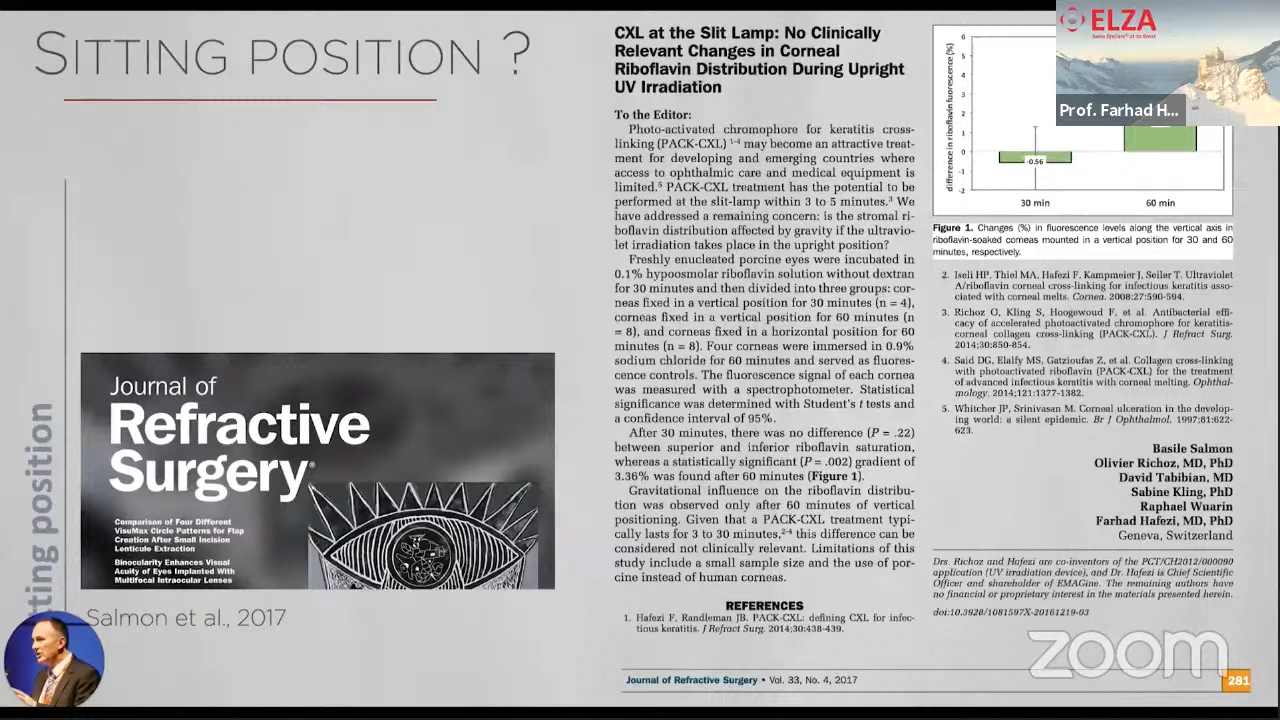 SITTING POSITION ?
Journal of
Refractive
Surgery®
Comparison of Four Different
VisuMax Circle Patterns for Flap
Creation After Small Incision
Lenticule Extraction
Binocularity Enhances Visual
Acuity of Eyes Implanted With
Multifocal Intraocular Lenses
tting position
Salmon et al., 2017
CXL at the Slit Lamp: No Clinically
Relevant Changes in Corneal
Riboflavin Distribution During Upright
UV Irradiation
To the Editor:
Photo-activated chromophore for keratitis cross-
linking (PACK-CXL) 1-4 may become an attractive treat-
ment for developing and emerging countries where
access to ophthalmic care and medical equipment is
limited.5 PACK-CXL treatment has the potential to be
performed at the slit-lamp within 3 to 5 minutes.3 We
have addressed a remaining concern: is the stromal ri-
boflavin distribution affected by gravity if the ultravio-
let irradiation takes place in the upright position?
Freshly enucleated porcine eyes were incubated in
0.1% hypoosmolar riboflavin solution without dextran
for 30 minutes and then divided into three groups: cor-
neas fixed in a vertical position for 30 minutes (n = 4),
corneas fixed in a vertical position for 60 minutes (n
= 8), and corneas fixed in a horizontal position for 60
minutes (n = 8). Four corneas were immersed in 0.9%
sodium chloride for 60 minutes and served as fluores-
cence controls. The fluorescence signal of each cornea
was measured with a spectrophotometer. Statistical
significance was determined with Student's t tests and
a confidence interval of 95%.
After 30 minutes, there was no difference (P = .22)
between superior and inferior riboflavin saturation,
whereas a statistically significant (P = .002) gradient of
3.36% was found after 60 minutes (Figure 1).
Gravitational influence on the riboflavin distribu-
tion was observed only after 60 minutes of vertical
positioning. Given that a PACK-CXL treatment typi-
cally lasts for 3 to 30 minutes,2-4 this difference can be
considered not clinically relevant. Limitations of this
study include a small sample size and the use of por-
cine instead of human corneas.
REFERENCES
1. Hafezi F, Randleman JB. PACK-CXL: defining CXL for infec-
tious keratitis. J Refract Surg. 2014;30:438-439.
difference in riboflavin fluorescence (%)
6
5
4
3
2
1
0
-1
-2
-0.56
30 min
60 min
Figure 1. Changes (%) in fluorescence levels along the vertical axis in
riboflavin-soaked corneas mounted in a vertical position for 30 and 60
minutes, respectively.
2. Iseli HP, Thiel MA, Hafezi F, Kampmeier J, Seiler T. Ultraviolet
A/riboflavin corneal cross-linking for infectious keratitis asso-
ciated with corneal melts. Cornea. 2008:27:590-594.
3. Richoz O, Kling S, Hoogewoud F, et al. Antibacterial effi-
cacy of accelerated photoactivated chromophore for keratitis-
corneal collagen cross-linking (PACK-CXL). J Refract Surg.
2014;30:850-854.
4. Said DG, Elalfy MS, Gatzioufas Z, et al. Collagen cross-linking
with photoactivated riboflavin (PACK-CXL) for the treatment
of advanced infectious keratitis with corneal melting. Ophthal-
mology. 2014;121:1377-1382.
5. Whitcher JP, Srinivasan M. Corneal ulceration in the develop-
ing world: a silent epidemic. Br J Ophthalmol. 1997;81:622-
623.
Basile Salmon
Olivier Richoz, MD, PhD
David Tabibian, MD
Sabine Kling, PhD
Raphael Wuarin
Farhad Hafezi, MD, PhD
Geneva, Switzerland
Drs. Richoz and Hafezi are co-inventors of the PCT/CH2012/000090
application (UV irradiation device), and Dr. Hafezi is Chief Scientific
Officer and shareholder of EMAGine. The remaining authors have
no financial or proprietary interest in the materials presented herein.
doi:10.3928/1081597X-20161219-03
Journal of Refractive Surgery • Vol. 33, No. 4, 2017
281
ELZA
Swiss EyeCare® at its finest
Prof. Farhad H...
zoom